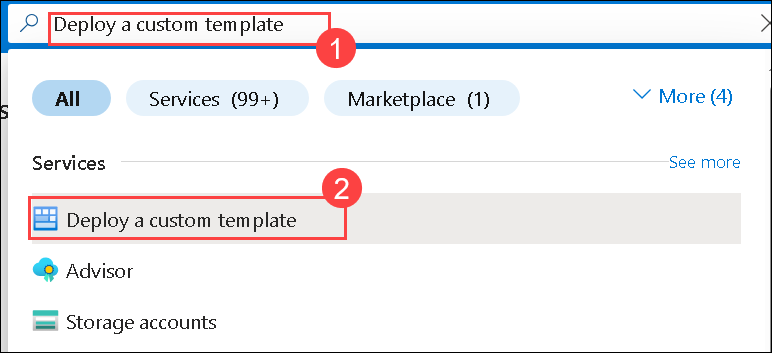 Deploy a custom template
1
All Services (99+) Marketplace (1) More (4)
Services See more
2
Deploy a custom template
Advisor
Storage accounts